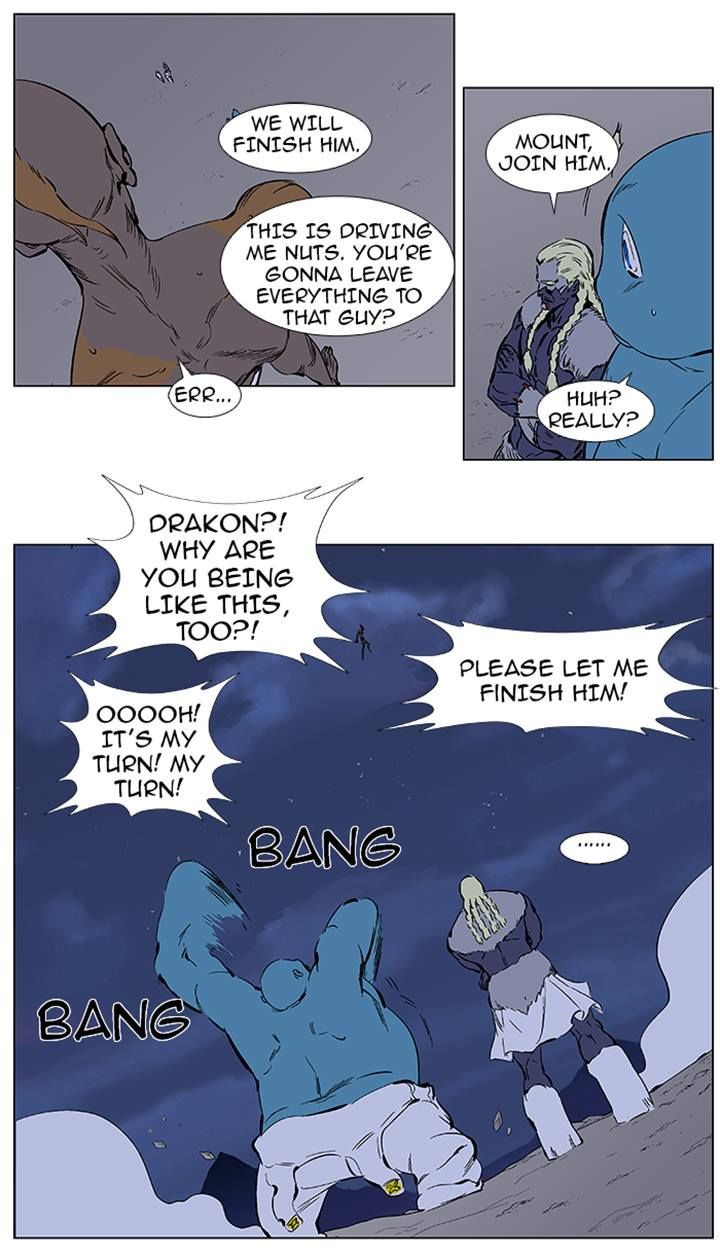 WE WILL
FINISH HIM.
THIS IS DRIVING
ME NUTS. YOU'RE
GONNA LEAVE
EVERYTHING TO
THAT GUY?
ERR...
MOUNT,
JOIN HIM.
HUH?
REALLY?
DRAKON?!
WHY ARE
YOU BEING
LIKE THIS,
TOO?!
PLEASE LET ME
FINISH HIM!
OOOOH!
IT'S MY
TURN! MY
TURN!
BANG
......
BANG